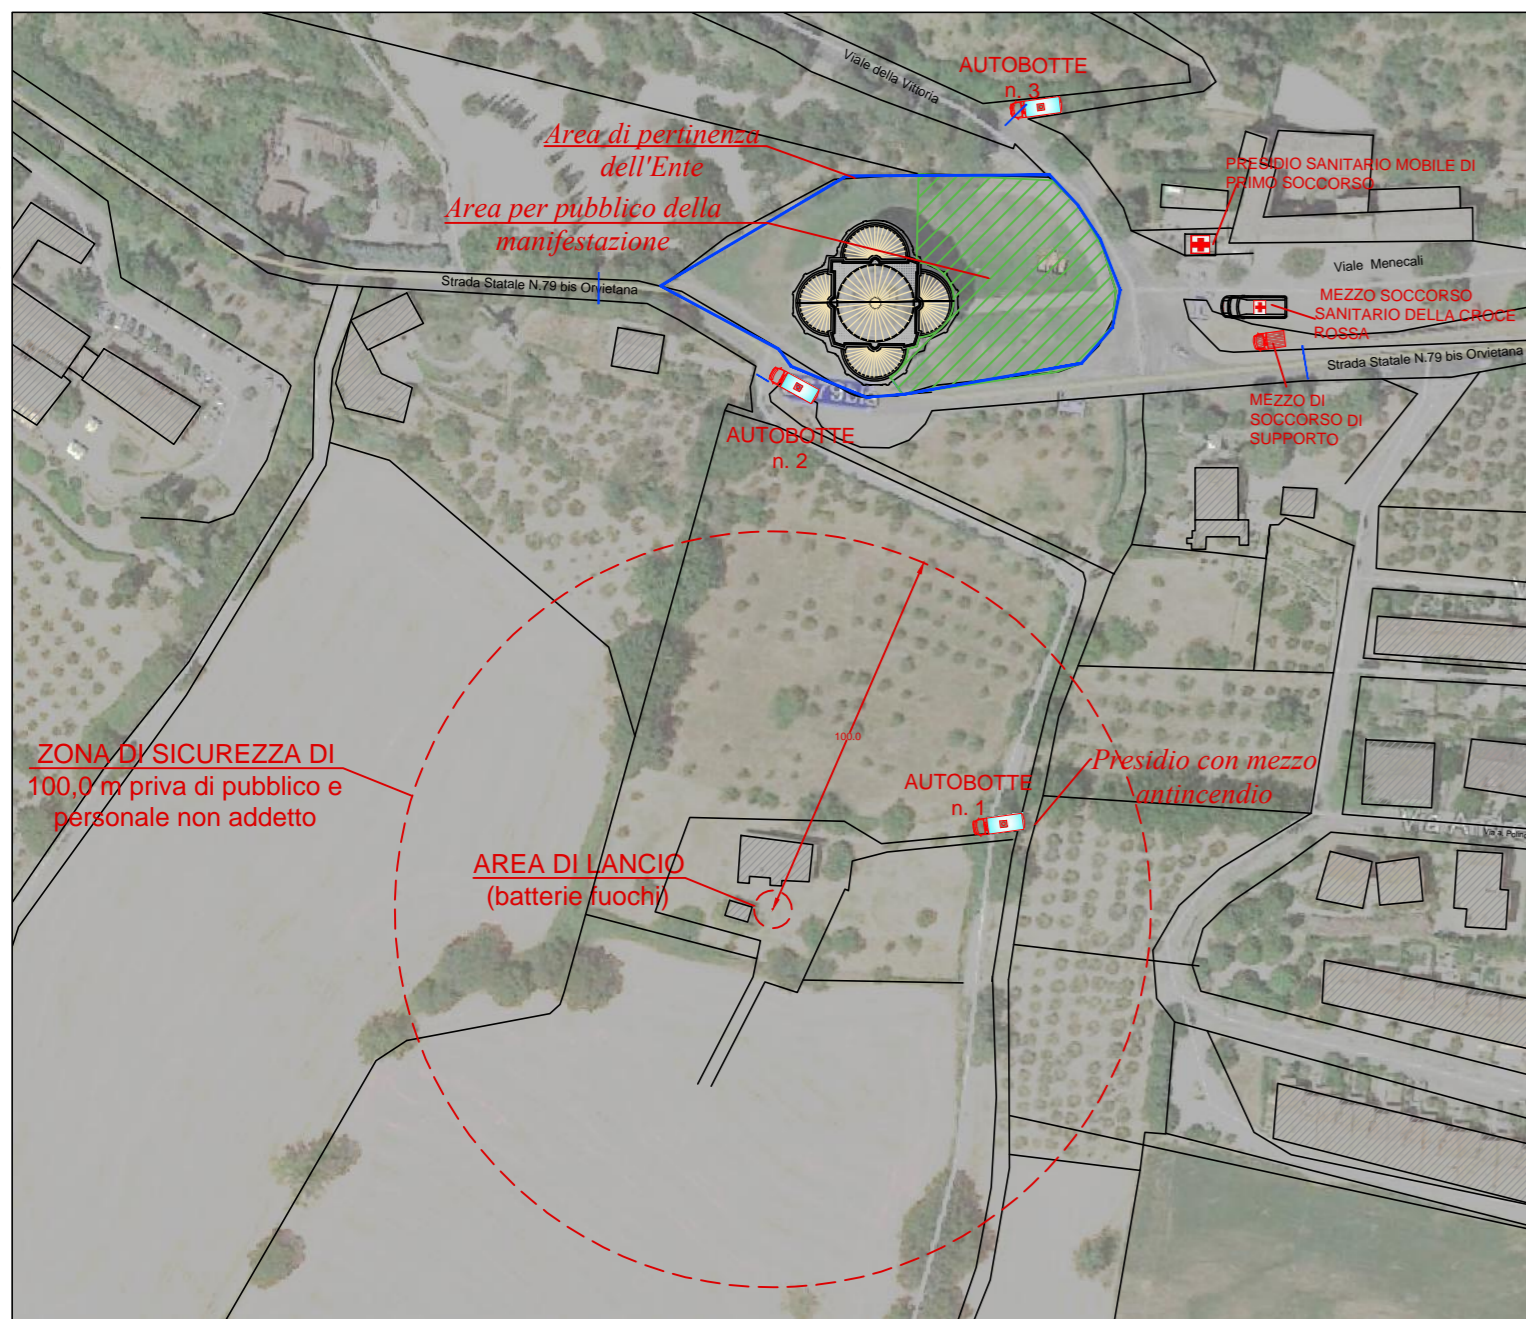 Viale della Vittoria
AUTOBOTTE
n. 3
Area di pertinenza
dell'Ente
PRESIDIO SANITARIO MOBILE DI
PRIMO SOCCORSO
Area per pubblico della
manifestazione
Viale Menecali
Strada Statale N.79 bis Orvietana
MEZZO SOCCORSO
SANITARIO DELLA CROCE
ROSSA
Strada Statale N.79 bis Orvietana
MEZZO DI
SOCCORSO DI
SUPPORTO
AUTOBOTTE
n. 2
100.0
ZONA DI SICUREZZA DI
100,0 m priva di pubblico e
personale non addetto
Presidio con mezzo
antincendio
AUTOBOTTE
n. 1
AREA DI LANCIO
(batterie fuochi)